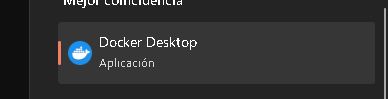 Mejor coincidencia
Docker Desktop
Aplicación